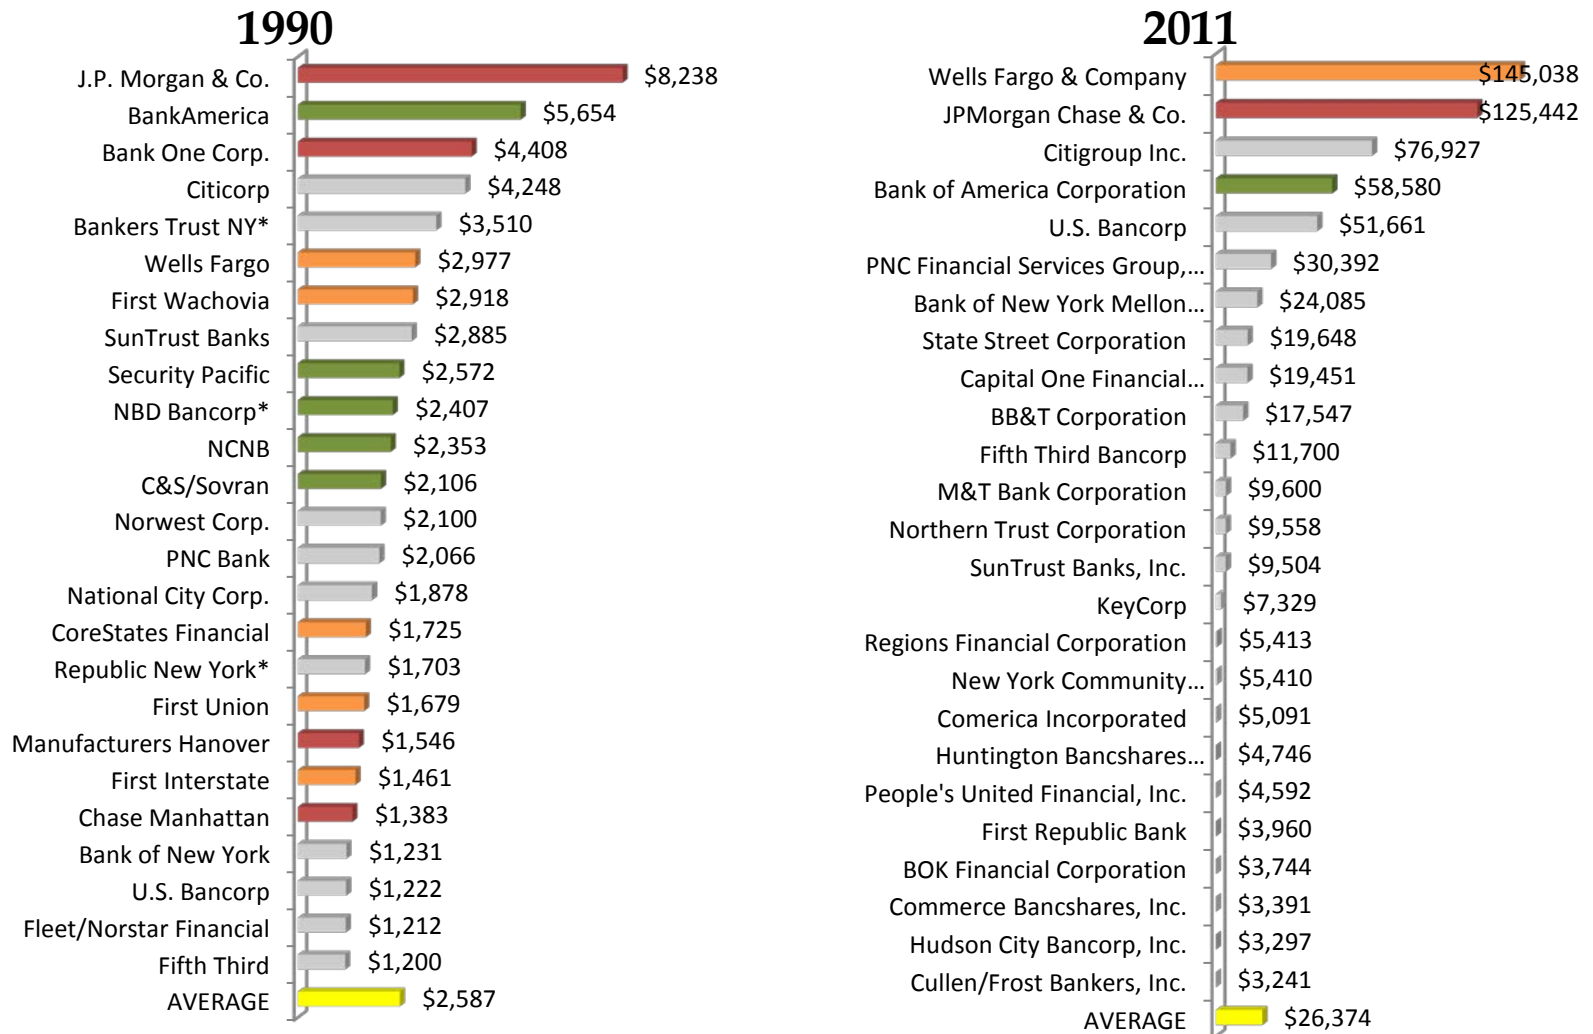 1990
J.P. Morgan & Co. $8,238
BankAmerica $5,654
Bank One Corp. $4,408
Citicorp $4,248
Bankers Trust NY* $3,510
Wells Fargo $2,977
First Wachovia $2,918
SunTrust Banks $2,885
Security Pacific $2,572
NBD Bancorp* $2,407
NCNB $2,353
C&S/Sovran $2,106
Norwest Corp. $2,100
PNC Bank $2,066
National City Corp. $1,878
CoreStates Financial $1,725
Republic New York* $1,703
First Union $1,679
Manufacturers Hanover $1,546
First Interstate $1,461
Chase Manhattan $1,383
Bank of New York $1,231
U.S. Bancorp $1,222
Fleet/Norstar Financial $1,212
Fifth Third $1,200
AVERAGE $2,587
2011
Wells Fargo & Company $145,038
JPMorgan Chase & Co. $125,442
Citigroup Inc. $76,927
Bank of America Corporation $58,580
U.S. Bancorp $51,661
PNC Financial Services Group,... $30,392
Bank of New York Mellon... $24,085
State Street Corporation $19,648
Capital One Financial... $19,451
BB&T Corporation $17,547
Fifth Third Bancorp $11,700
M&T Bank Corporation $9,600
Northern Trust Corporation $9,558
SunTrust Banks, Inc. $9,504
KeyCorp $7,329
Regions Financial Corporation $5,413
New York Community... $5,410
Comerica Incorporated $5,091
Huntington Bancshares... $4,746
People's United Financial, Inc. $4,592
First Republic Bank $3,960
BOK Financial Corporation $3,744
Commerce Bancshares, Inc. $3,391
Hudson City Bancorp, Inc. $3,297
Cullen/Frost Bankers, Inc. $3,241
AVERAGE $26,374